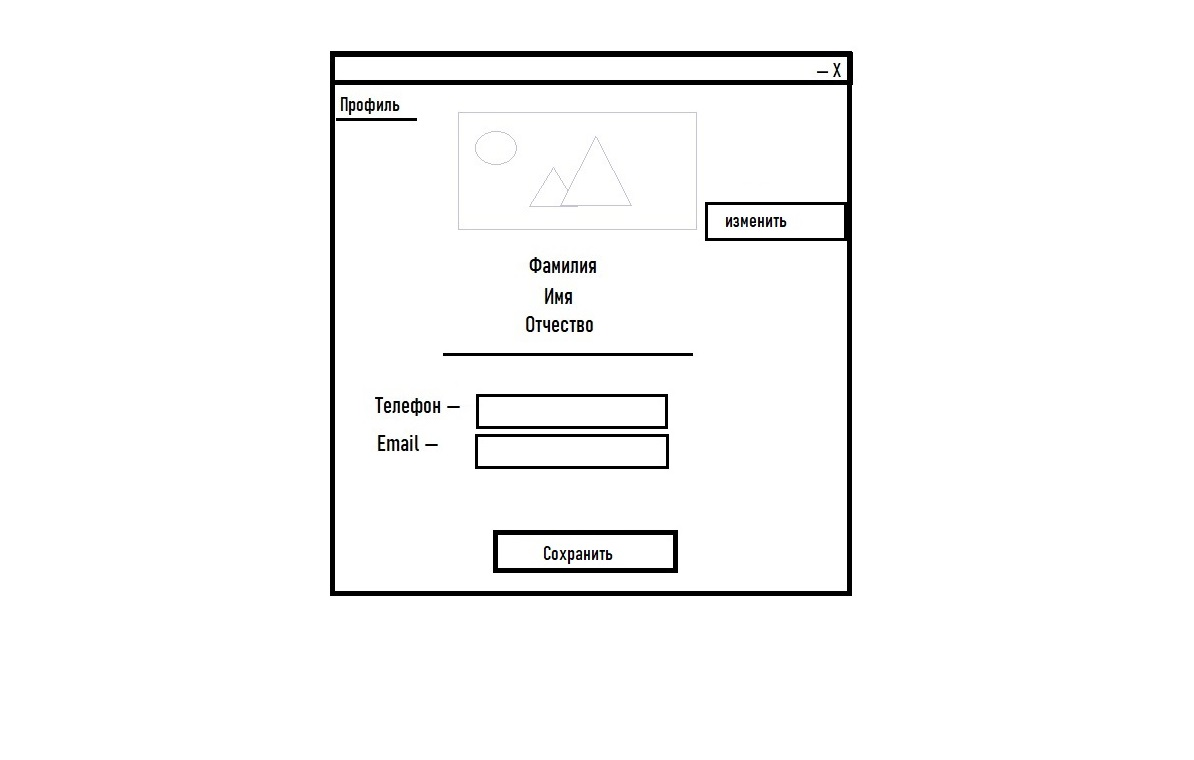 — X
Профиль
изменить
Фамилия
Имя
Отчество
Телефон —
Email —
Сохранить